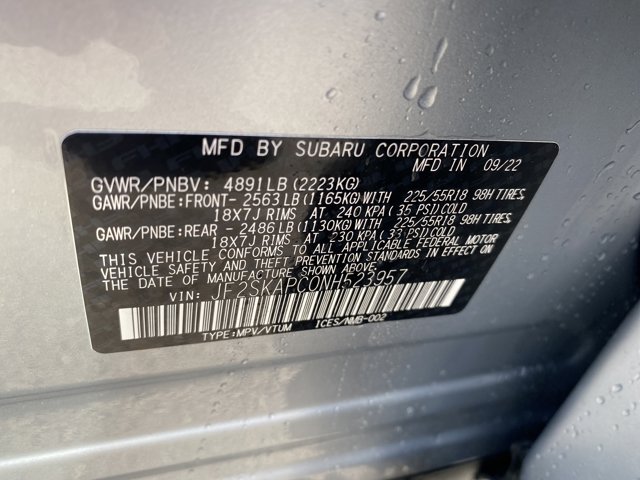 MFD BY SUBARU CORPORATION
MFD IN 09/22
GVWR/PNBV: 4891LB(2223KG)
GAWR/PNBE:FRONT- 2563LB(1165KG)WITH 225/55R18 98H TIRES,
18X7J RIMS AT 240 KPA(35 PSI)COLD
GAWR/PNBE:REAR - 2486LB(1130KG)WITH 225/55R18 98H TIRES,
18X7J RIMS AT 230 KPA(33 PSI)COLD
THIS VEHICLE CONFORMS TO ALL APPLICABLE FEDERAL MOTOR
VEHICLE SAFETY AND THEFT PREVENTION STANDARDS IN EFFECT ON
THE DATE OF MANUFACTURE SHOWN ABOVE.
VIN: JF2SKAPC0NH523957
TYPE:MPV/VTUM ICES/NMB-002